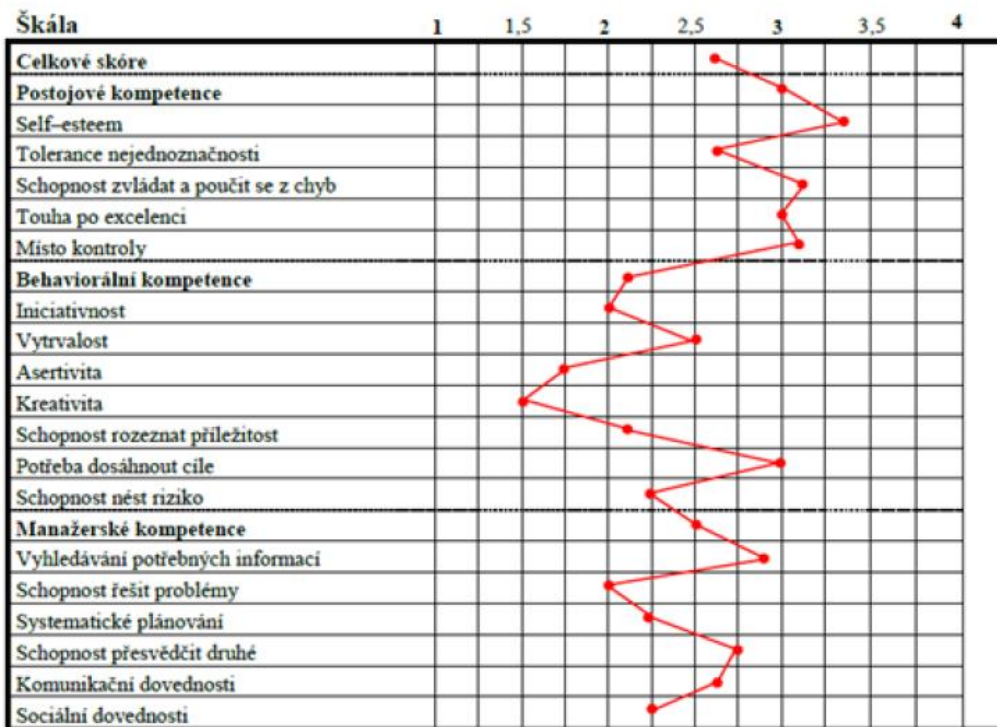 Škála 1 1,5 2 2,5 3 3,5 4
Celkové skóre
Postojové kompetence
Self–esteem
Tolerance nejednoznačnosti
Schopnost zvládat a poučit se z chyb
Touha po excelenci
Místo kontroly
Behaviorální kompetence
Iniciativnost
Vytrvalost
Asertivita
Kreativita
Schopnost rozeznat příležitost
Potřeba dosáhnout cíle
Schopnost nést riziko
Manažerské kompetence
Vyhledávání potřebných informací
Schopnost řešit problémy
Systematické plánování
Schopnost přesvědčit druhé
Komunikační dovednosti
Sociální dovednosti